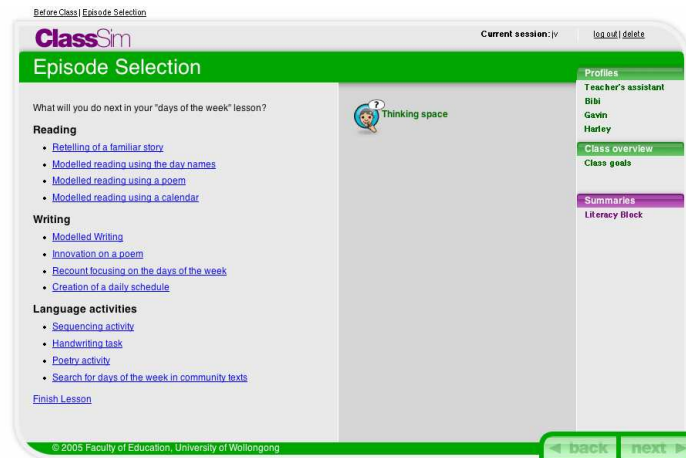 Before Class | Episode Selection
ClassSim
Current session: jv
log out | delete
Episode Selection
What will you do next in your "days of the week" lesson?
Reading
• Retelling of a familiar story
• Modelled reading using the day names
• Modelled reading using a poem
• Modelled reading using a calendar
Writing
• Modelled Writing
• Innovation on a poem
• Recount focusing on the days of the week
• Creation of a daily schedule
Language activities
• Sequencing activity
• Handwriting task
• Poetry activity
• Search for days of the week in community texts
Finish Lesson
?
Thinking space
Profiles
Teacher's assistant
Bibi
Gavin
Harley
Class overview
Class goals
Summaries
Literacy Block
© 2005 Faculty of Education, University of Wollongong
back
next